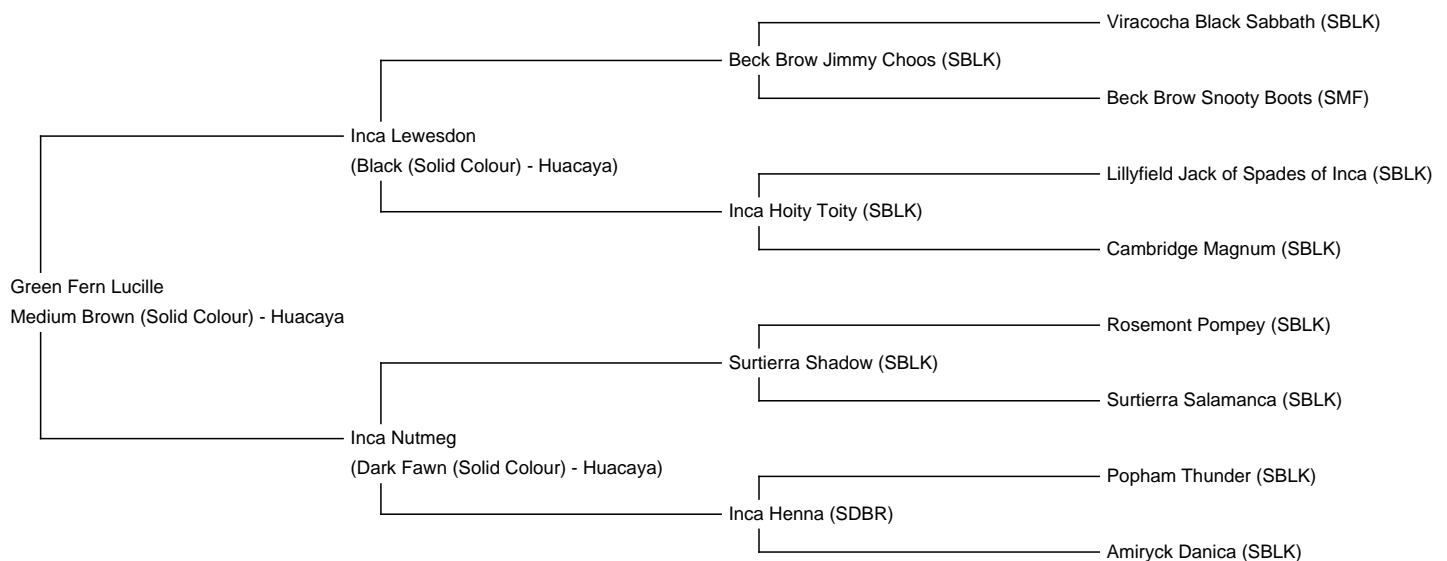 Viracocha Black Sabbath (SBLK)
Beck Brow Jimmy Choos (SBLK)
Beck Brow Snooty Boots (SMF)
Inca Lewesdon
(Black (Solid Colour) - Huacaya)
Lillyfield Jack of Spades of Inca (SBLK)
Inca Hoity Toity (SBLK)
Cambridge Magnum (SBLK)
Green Fern Lucille
Medium Brown (Solid Colour) - Huacaya
Rosemont Pompey (SBLK)
Surtierra Shadow (SBLK)
Surtierra Salamanca (SBLK)
Inca Nutmeg
(Dark Fawn (Solid Colour) - Huacaya)
Popham Thunder (SBLK)
Inca Henna (SDBR)
Amiryck Danica (SBLK)